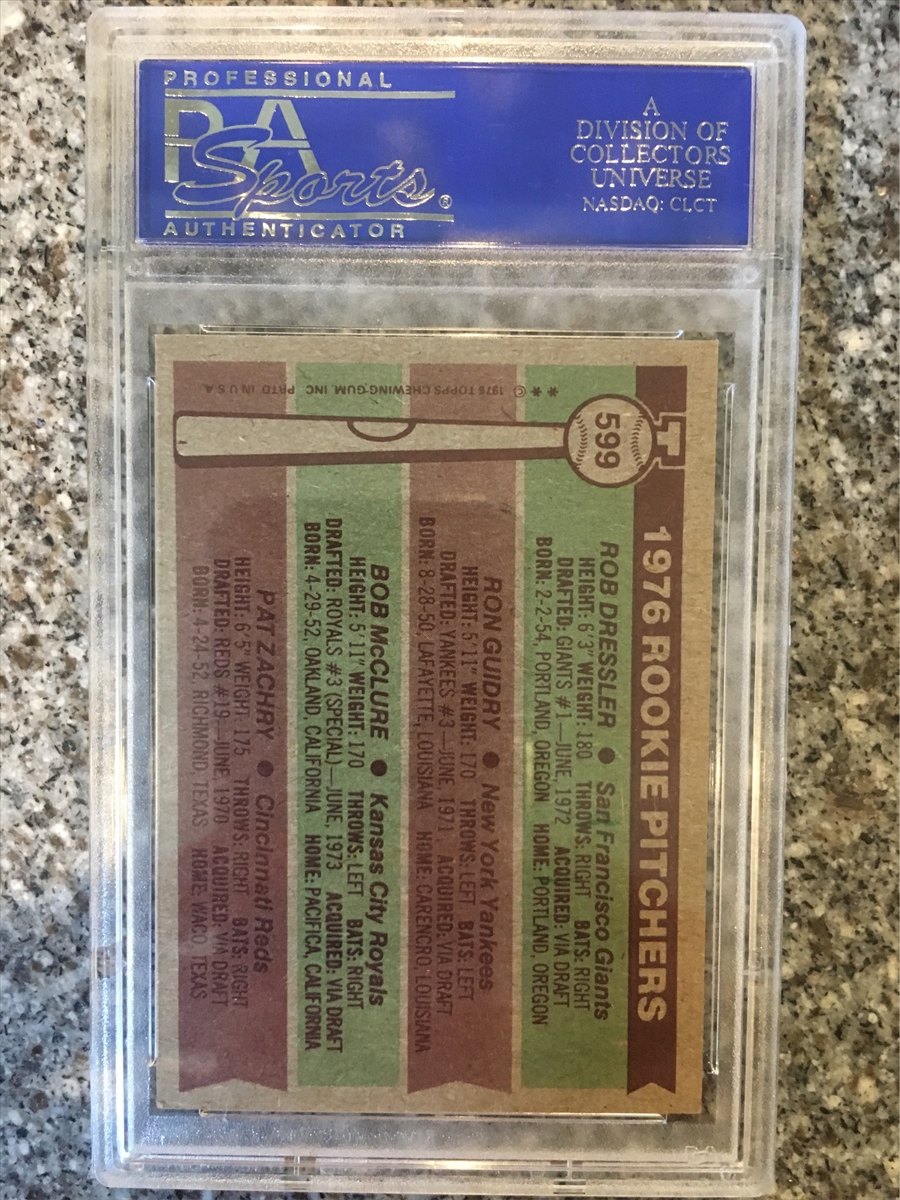 PROFESSIONAL
PSA
Sports®
AUTHENTICATOR
A
DIVISION OF
COLLECTORS
UNIVERSE
NASDAQ: CLCT
T
599
1976 ROOKIE PITCHERS
ROB DRESSLER ● San Francisco Giants
HEIGHT: 6'3" WEIGHT: 180 THROWS: RIGHT BATS: RIGHT
DRAFTED: GIANTS #1—JUNE, 1972 ACQUIRED: VIA DRAFT
BORN: 2-2-54, PORTLAND, OREGON HOME: PORTLAND, OREGON
RON GUIDRY ● New York Yankees
HEIGHT: 5'11" WEIGHT: 170 THROWS: LEFT BATS: LEFT
DRAFTED: YANKEES #3—JUNE, 1971 ACQUIRED: VIA DRAFT
BORN: 8-28-50, LAFAYETTE, LOUISIANA HOME: CARENCRO, LOUISIANA
BOB McCLURE ● Kansas City Royals
HEIGHT: 5'11" WEIGHT: 170 THROWS: LEFT BATS: RIGHT
DRAFTED: ROYALS #3 (SPECIAL)—JUNE, 1973 ACQUIRED: VIA DRAFT
BORN: 4-29-52, OAKLAND, CALIFORNIA HOME: PACIFICA, CALIFORNIA
PAT ZACHRY ● Cincinnati Reds
HEIGHT: 6'5" WEIGHT: 175 THROWS: RIGHT BATS: RIGHT
DRAFTED: REDS #19—JUNE, 1970 ACQUIRED: VIA DRAFT
BORN: 4-24-52, RICHMOND, TEXAS HOME: WACO, TEXAS
** © 1976 TOPPS CHEWING GUM, INC. PRTD. IN U.S.A.